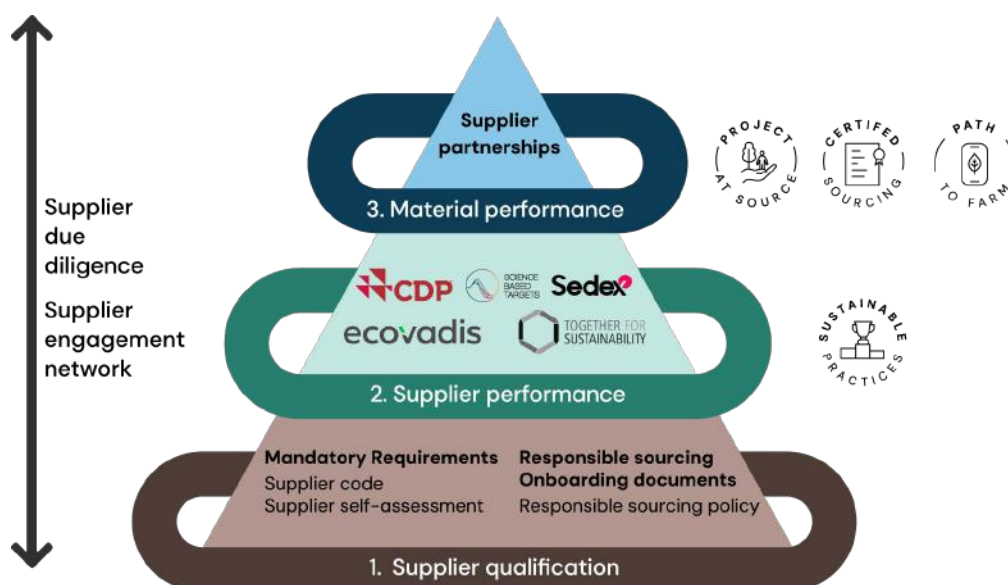 Supplier
partnerships
3. Material performance
PROJECT
AT SOURCE
CERTIFED
SOURCING
PATH
TO FARM
Supplier
due
diligence
Supplier
engagement
network
CDP
SCIENCE
BASED
TARGETS
Sedex
ecovadis
TOGETHER FOR
SUSTAINABILITY
2. Supplier performance
SUSTAINABLE
PRACTICES
Mandatory Requirements
Supplier code
Supplier self-assessment
Responsible sourcing
Onboarding documents
Responsible sourcing policy
1. Supplier qualification